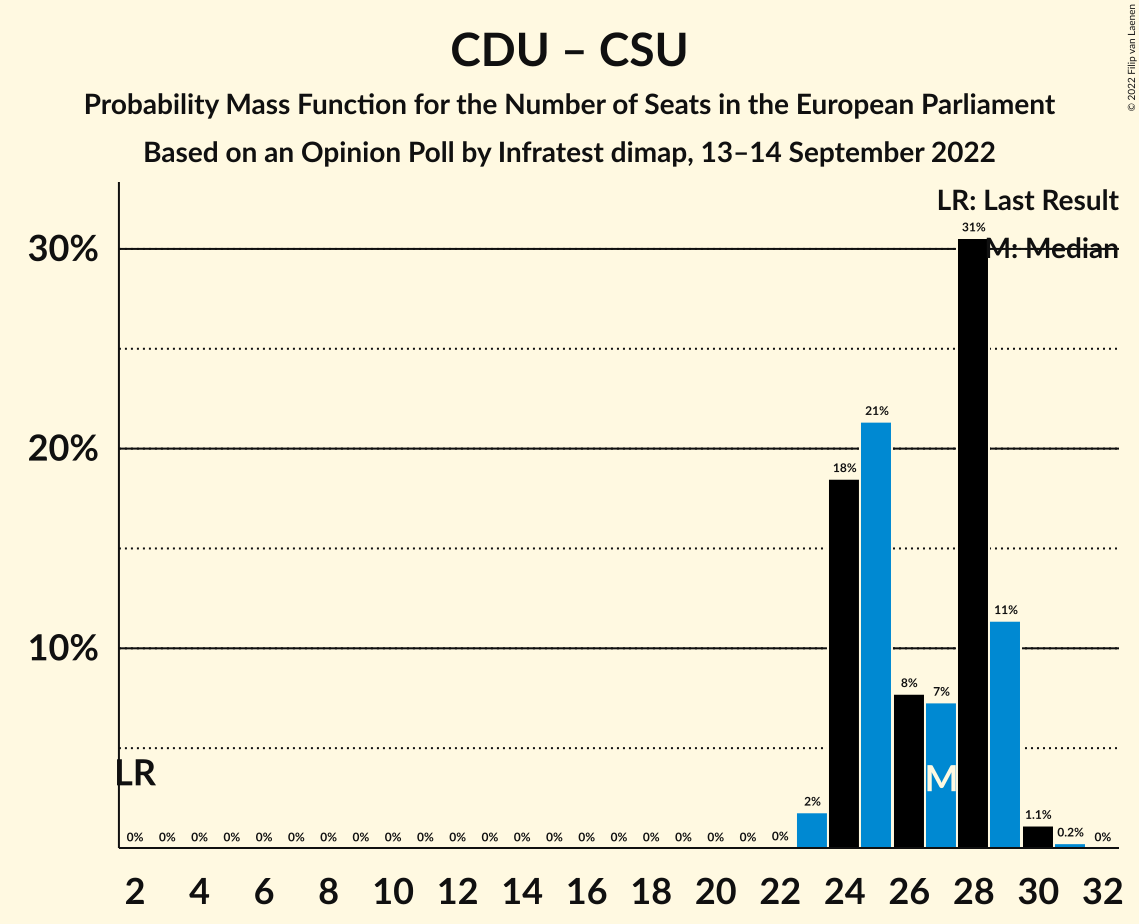 © 2022 Filip van Laenen
CDU – CSU
Probability Mass Function for the Number of Seats in the European Parliament
Based on an Opinion Poll by Infratest dimap, 13–14 September 2022
LR: Last Result
M: Median
30%
20%
10%
31%
21%
18%
11%
8%
7%
2%
1.1%
0.2%
LR
M
0% 0% 0% 0% 0% 0% 0% 0% 0% 0% 0% 0% 0% 0% 0% 0% 0% 0% 0% 0% 0% 0%
2 4 6 8 10 12 14 16 18 20 22 24 26 28 30 32